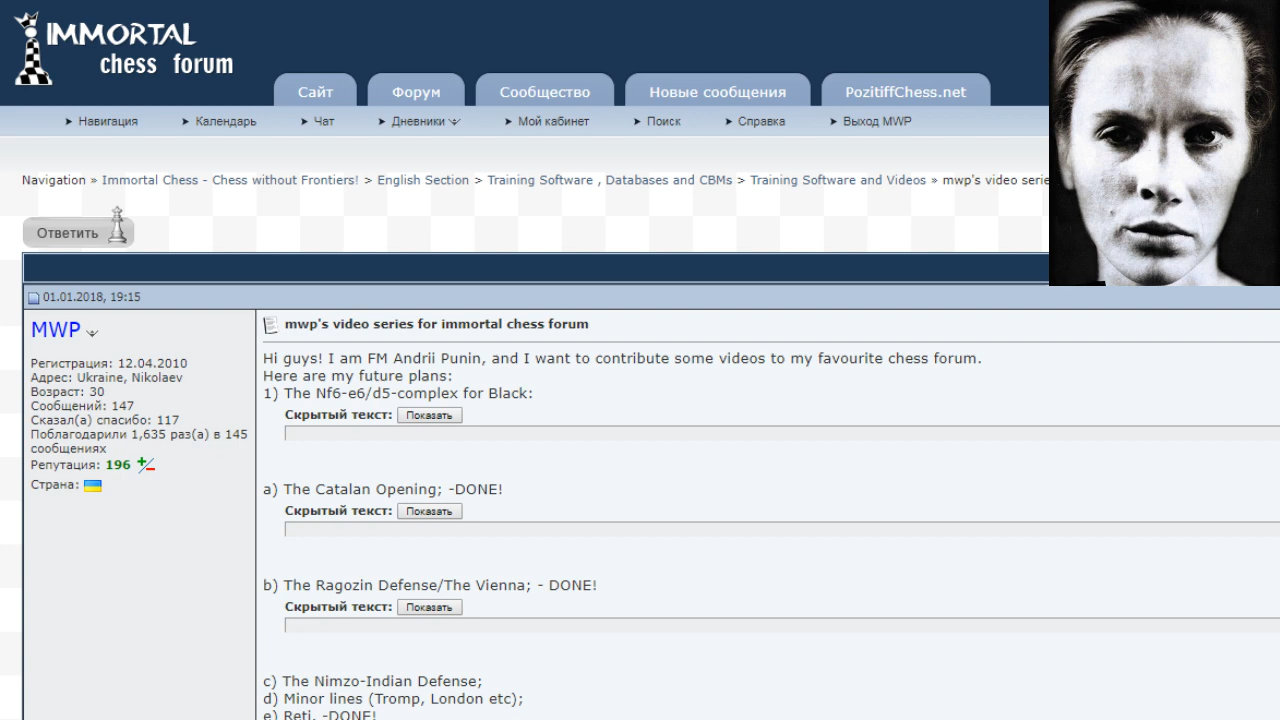 IMMORTAL
chess forum
Сайт Форум Сообщество Новые сообщения PozitiffChess.net
Навигация Календарь Чат Дневники Мой кабинет Поиск Справка Выход MWP
Navigation » Immortal Chess - Chess without Frontiers! > English Section > Training Software , Databases and CBMs > Training Software and Videos » mwp's video serie
Ответить
01.01.2018, 19:15
MWP
Регистрация: 12.04.2010
Адрес: Ukraine, Nikolaev
Возраст: 30
Сообщений: 147
Сказал(а) спасибо: 117
Поблагодарили 1,635 раз(а) в 145
сообщениях
Репутация: 196
Страна:
mwp's video series for immortal chess forum
Hi guys! I am FM Andrii Punin, and I want to contribute some videos to my favourite chess forum.
Here are my future plans:
1) The Nf6-e6/d5-complex for Black:
Скрытый текст: Показать
a) The Catalan Opening; -DONE!
Скрытый текст: Показать
b) The Ragozin Defense/The Vienna; - DONE!
Скрытый текст: Показать
c) The Nimzo-Indian Defense;
d) Minor lines (Tromp, London etc);
e) Reti. -DONE!